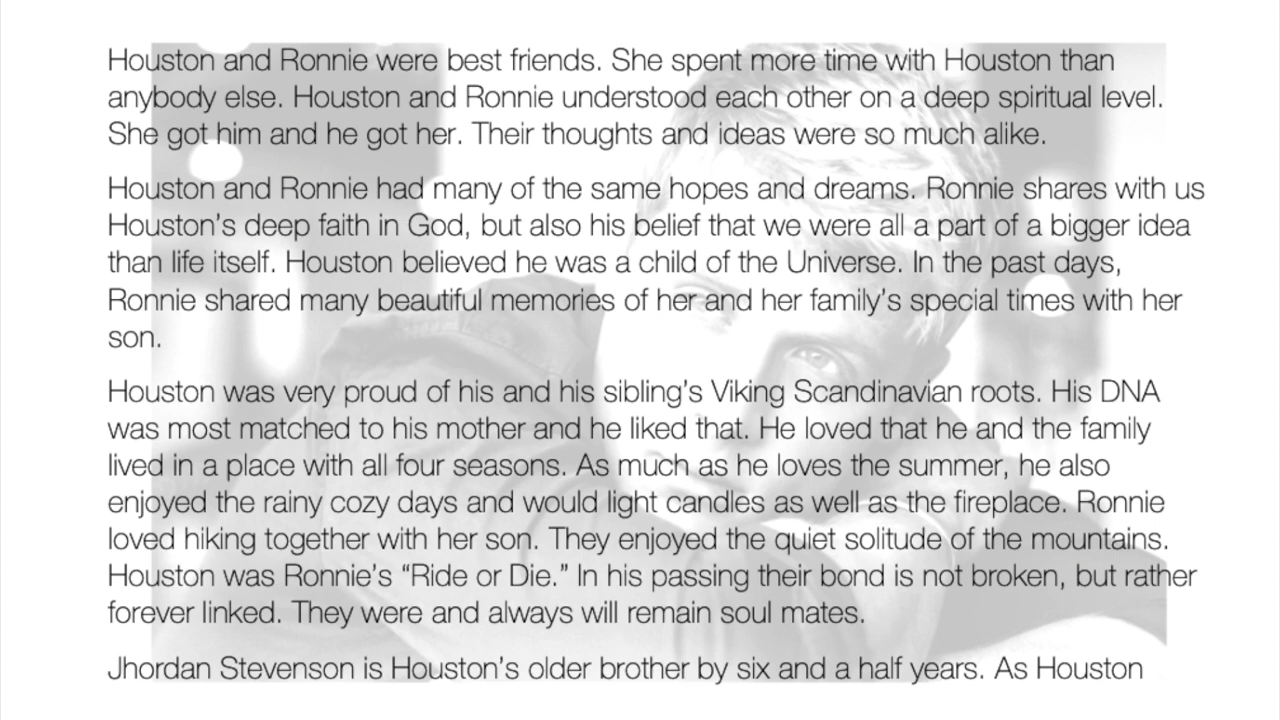 Houston and Ronnie were best friends. She spent more time with Houston than
anybody else. Houston and Ronnie understood each other on a deep spiritual level.
She got him and he got her. Their thoughts and ideas were so much alike.
Houston and Ronnie had many of the same hopes and dreams. Ronnie shares with us
Houston’s deep faith in God, but also his belief that we were all a part of a bigger idea
than life itself. Houston believed he was a child of the Universe. In the past days,
Ronnie shared many beautiful memories of her and her family’s special times with her
son.
Houston was very proud of his and his sibling’s Viking Scandinavian roots. His DNA
was most matched to his mother and he liked that. He loved that he and the family
lived in a place with all four seasons. As much as he loves the summer, he also
enjoyed the rainy cozy days and would light candles as well as the fireplace. Ronnie
loved hiking together with her son. They enjoyed the quiet solitude of the mountains.
Houston was Ronnie’s “Ride or Die.” In his passing their bond is not broken, but rather
forever linked. They were and always will remain soul mates.
Jhordan Stevenson is Houston’s older brother by six and a half years. As Houston